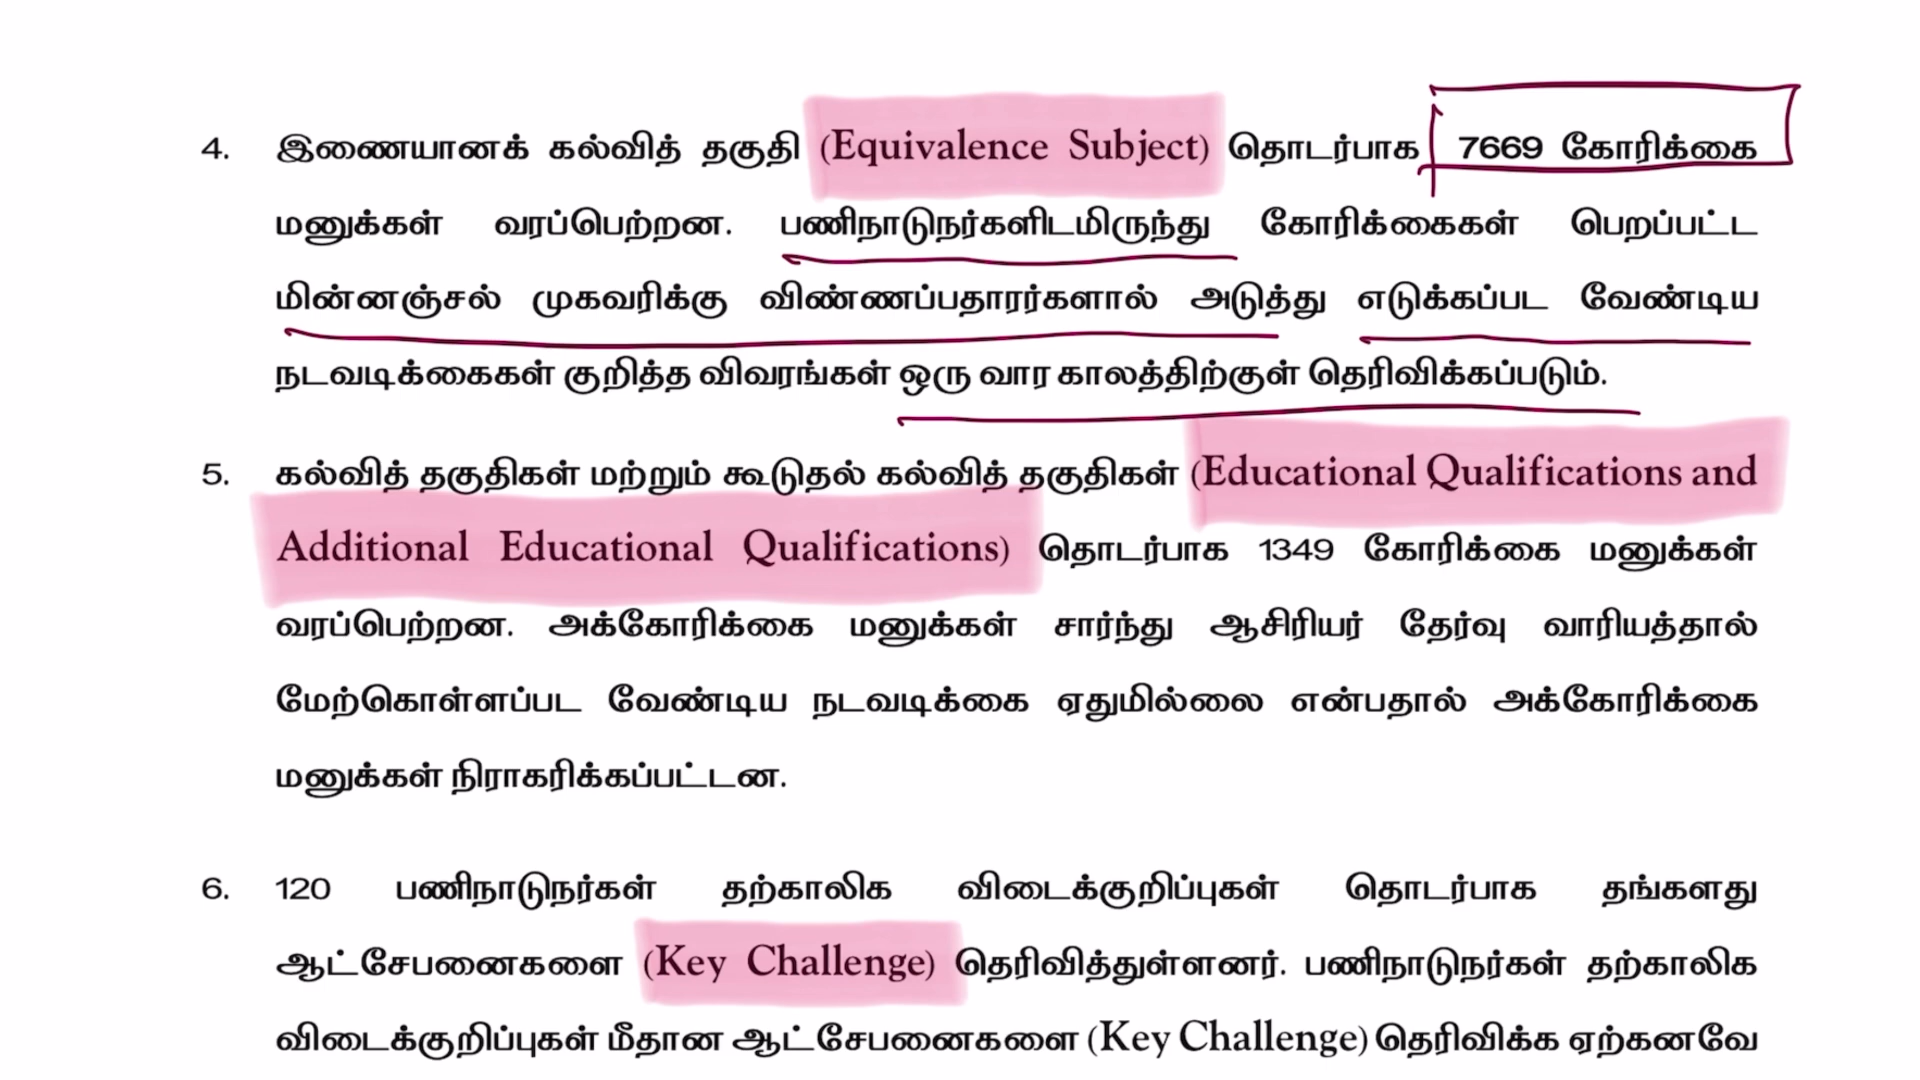 4. இணையானக் கல்வித் தகுதி (Equivalence Subject) தொடர்பாக 7669 கோரிக்கை
மனுக்கள் வரப்பெற்றன. பணிநாடுநர்களிடமிருந்து கோரிக்கைகள் பெறப்பட்ட
மின்னஞ்சல் முகவரிக்கு விண்ணப்பதாரர்களால் அடுத்து எடுக்கப்பட வேண்டிய
நடவடிக்கைகள் குறித்த விவரங்கள் ஒரு வார காலத்திற்குள் தெரிவிக்கப்படும்.
5. கல்வித் தகுதிகள் மற்றும் கூடுதல் கல்வித் தகுதிகள் (Educational Qualifications and
Additional Educational Qualifications) தொடர்பாக 1349 கோரிக்கை மனுக்கள்
வரப்பெற்றன. அக்கோரிக்கை மனுக்கள் சார்ந்து ஆசிரியர் தேர்வு வாரியத்தால்
மேற்கொள்ளப்பட வேண்டிய நடவடிக்கை ஏதுமில்லை என்பதால் அக்கோரிக்கை
மனுக்கள் நிராகரிக்கப்பட்டன.
6. 120 பணிநாடுநர்கள் தற்காலிக விடைக்குறிப்புகள் தொடர்பாக தங்களது
ஆட்சேபனைகளை (Key Challenge) தெரிவித்துள்ளனர். பணிநாடுநர்கள் தற்காலிக
விடைக்குறிப்புகள் மீதான ஆட்சேபனைகளை (Key Challenge) தெரிவிக்க ஏற்கனவே